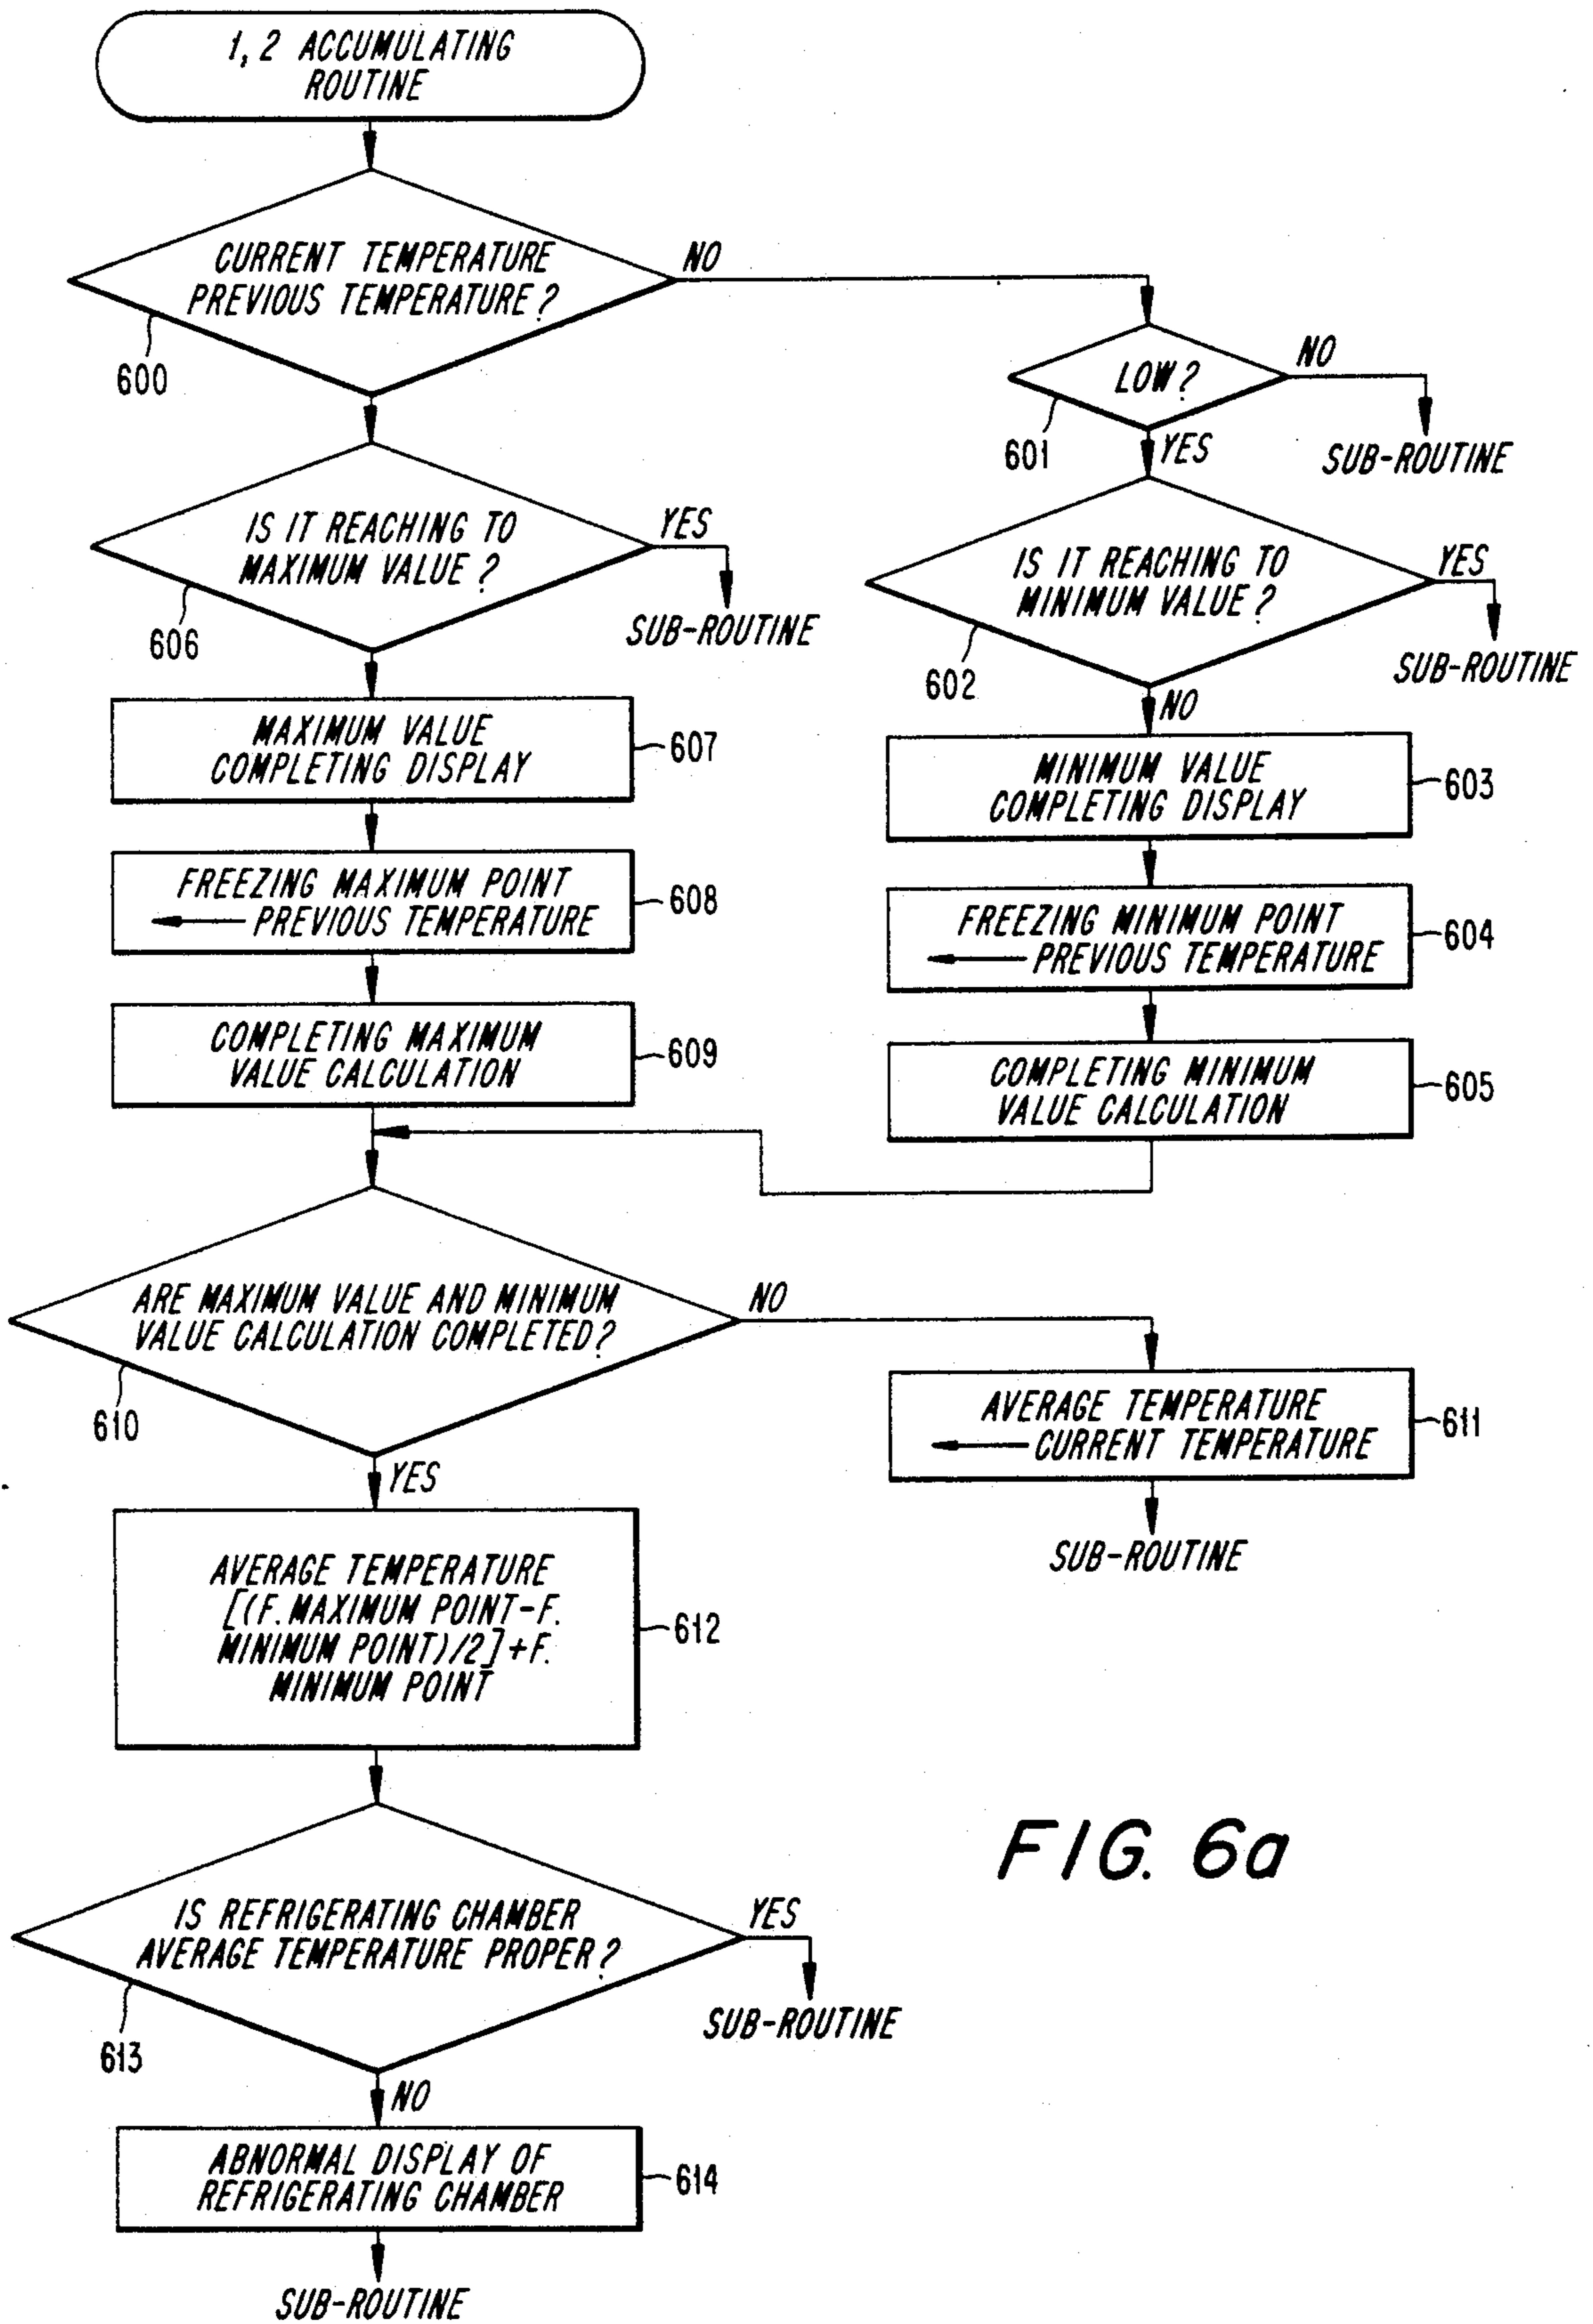 1, 2 ACCUMULATING
ROUTINE
CURRENT TEMPERATURE
PREVIOUS TEMPERATURE?
NO
600
LOW?
NO
601
YES
SUB-ROUTINE
IS IT REACHING TO
MAXIMUM VALUE?
YES
606
SUB-ROUTINE
IS IT REACHING TO
MINIMUM VALUE?
YES
602
SUB-ROUTINE
NO
MAXIMUM VALUE
COMPLETING DISPLAY
607
MINIMUM VALUE
COMPLETING DISPLAY
603
FREEZING MAXIMUM POINT
← PREVIOUS TEMPERATURE
608
FREEZING MINIMUM POINT
← PREVIOUS TEMPERATURE
604
COMPLETING MAXIMUM
VALUE CALCULATION
609
COMPLETING MINIMUM
VALUE CALCULATION
605
ARE MAXIMUM VALUE AND MINIMUM
VALUE CALCULATION COMPLETED?
NO
610
YES
AVERAGE TEMPERATURE
← CURRENT TEMPERATURE
611
SUB-ROUTINE
AVERAGE TEMPERATURE
[(F. MAXIMUM POINT-F.
MINIMUM POINT)/2]+F.
MINIMUM POINT
612
IS REFRIGERATING CHAMBER
AVERAGE TEMPERATURE PROPER?
YES
613
SUB-ROUTINE
NO
ABNORMAL DISPLAY OF
REFRIGERATING CHAMBER
614
SUB-ROUTINE
FIG. 6a